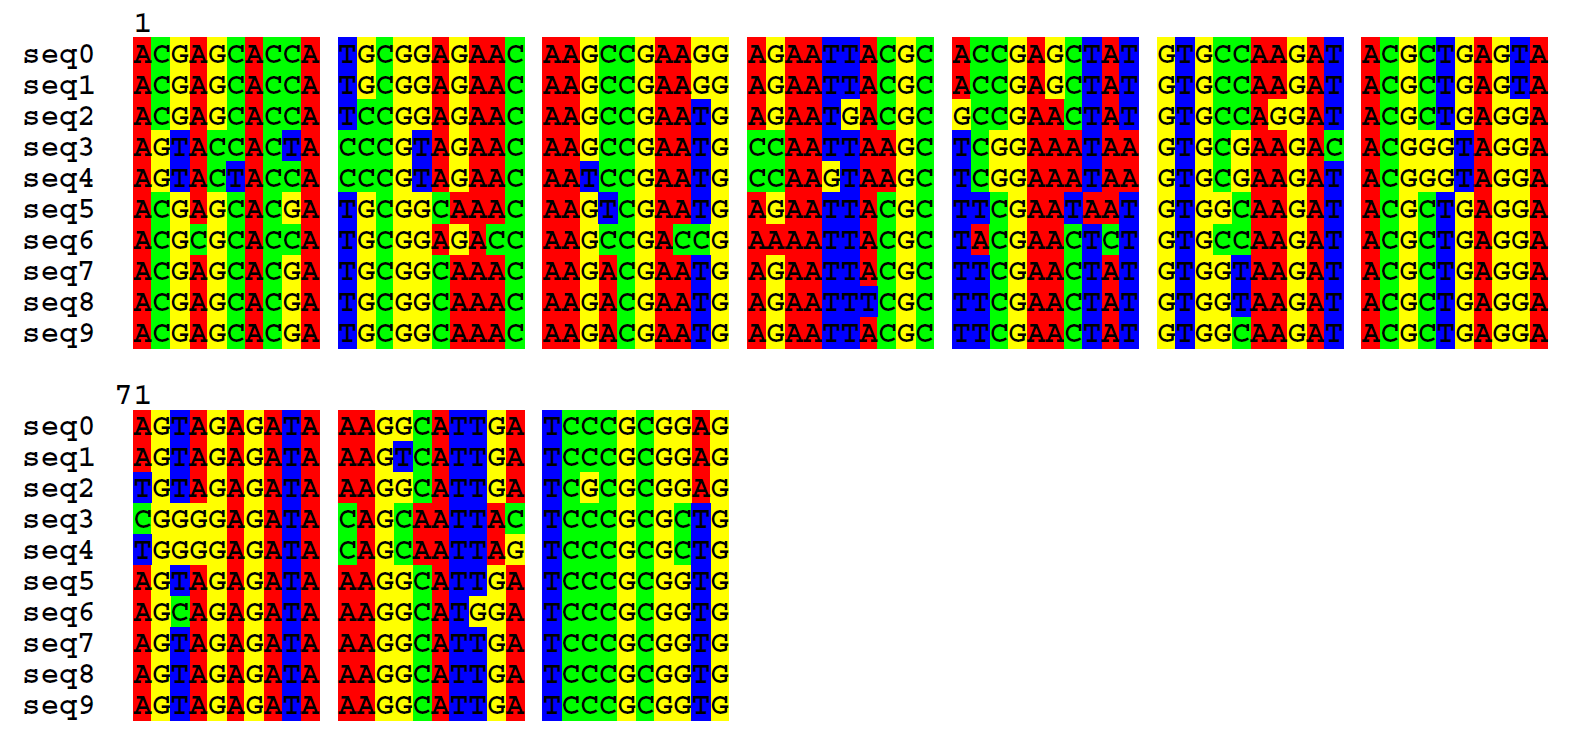 1
seq0 ACGAGCACCA TGCGGAGAAC AAGCCGAAGG AGAATTACGC ACCGAGCTAT GTGCCAAGAT ACGCTGAGTA
seq1 ACGAGCACCA TGCGGAGAAC AAGCCGAAGG AGAATTACGC ACCGAGCTAT GTGCCAAGAT ACGCTGAGTA
seq2 ACGAGCACCA TCCGGAGAAC AAGCCGAATG AGAATGACGC GCCGAACTAT GTGCCAGGAT ACGCTGAGGA
seq3 AGTACCACTA CCCGTAGAAC AAGCCGAATG CCAATTAAGC TCGGAAATAA GTGCGAAGAC ACGGGTAGGA
seq4 AGTACTACCA CCCGTAGAAC AATCCGAATG CCAAGTAAGC TCGGAAATAA GTGCGAAGAT ACGGGTAGGA
seq5 ACGAGCACGA TGCGGCAAAC AAGTCGAATG AGAATTACGC TTCGAATAAT GTGGCAAGAT ACGCTGAGGA
seq6 ACGCGCACCA TGCGGAGACC AAGCCGACCG AAAATTACGC TACGAACTCT GTGCCAAGAT ACGCTGAGGA
seq7 ACGAGCACGA TGCGGCAAAC AAGACGAATG AGAATTACGC TTCGAACTAT GTGGTAAGAT ACGCTGAGGA
seq8 ACGAGCACGA TGCGGCAAAC AAGACGAATG AGAATTTCGC TTCGAACTAT GTGGTAAGAT ACGCTGAGGA
seq9 ACGAGCACGA TGCGGCAAAC AAGACGAATG AGAATTACGC TTCGAACTAT GTGGCAAGAT ACGCTGAGGA
71
seq0 AGTAGAGATA AAGGCATTGA TCCCGCGGAG
seq1 AGTAGAGATA AAGTCATTGA TCCCGCGGAG
seq2 TGTAGAGATA AAGGCATTGA TCGCGCGGAG
seq3 CGGGGAGATA CAGCAATTAC TCCCGCGCTG
seq4 TGGGGAGATA CAGCAATTAG TCCCGCGCTG
seq5 AGTAGAGATA AAGGCATTGA TCCCGCGGTG
seq6 AGCAGAGATA AAGGCATGGA TCCCGCGGTG
seq7 AGTAGAGATA AAGGCATTGA TCCCGCGGTG
seq8 AGTAGAGATA AAGGCATTGA TCCCGCGGTG
seq9 AGTAGAGATA AAGGCATTGA TCCCGCGGTG